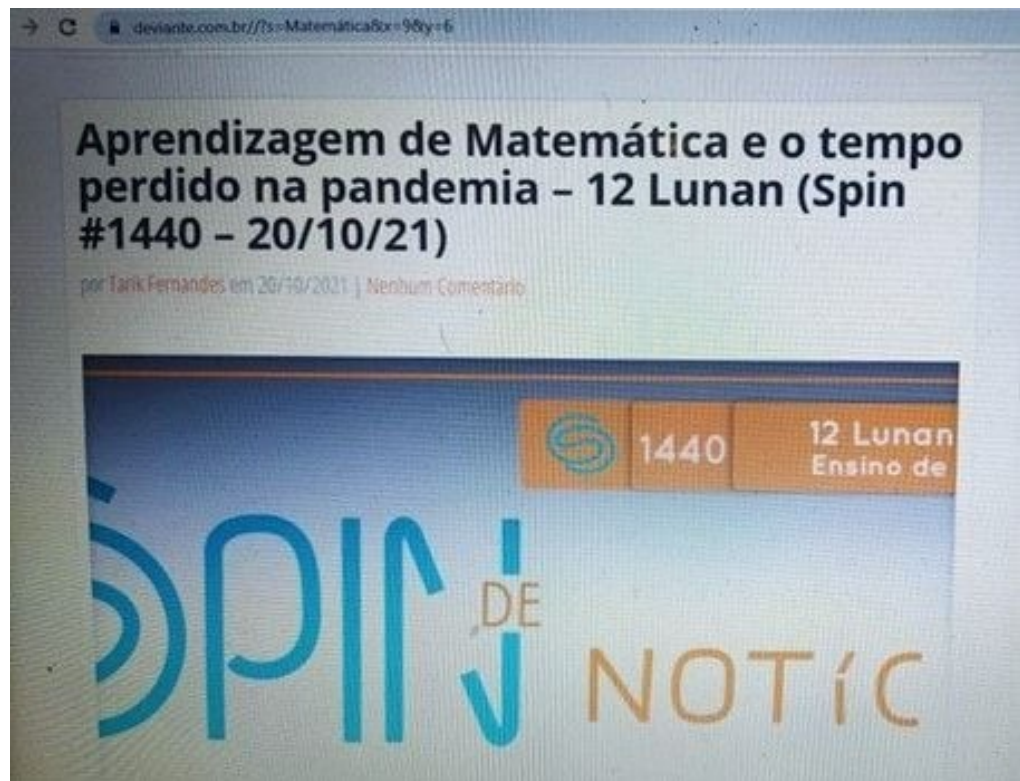 deviante.com.br//?s=Matemática&x=9&y=6
Aprendizagem de Matemática e o tempo
perdido na pandemia – 12 Lunan (Spin
#1440 – 20/10/21)
por Tarik Fernandes em 20/10/2021 | Nenhum Comentário
1440
12 Lunan
Ensino de
SPIN
DE
NOTíC